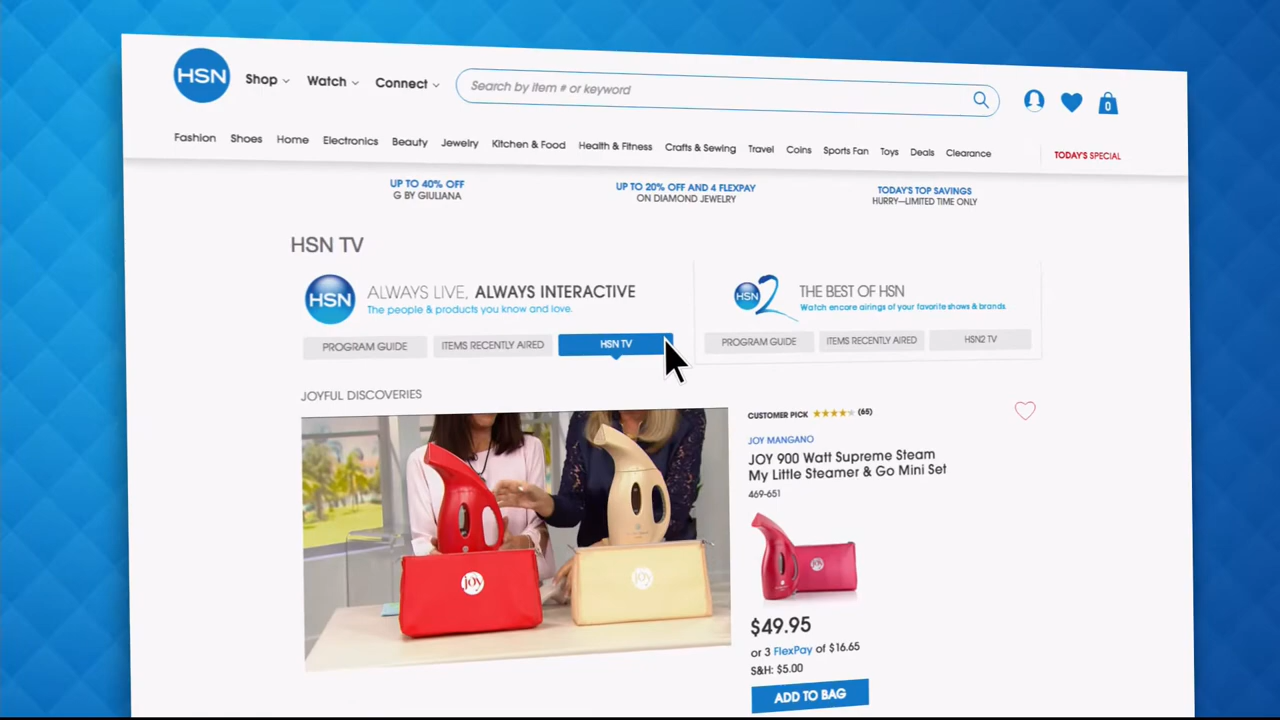 HSN Shop Watch Connect Search by item # or keyword 0
Fashion Shoes Home Electronics Beauty Jewelry Kitchen & Food Health & Fitness Crafts & Sewing Travel Coins Sports Fan Toys Deals Clearance TODAY'S SPECIAL
UP TO 40% OFF
G BY GIULIANA
UP TO 20% OFF AND 4 FLEXPAY
ON DIAMOND JEWELRY
TODAY'S TOP SAVINGS
HURRY—LIMITED TIME ONLY
HSN TV
HSN
ALWAYS LIVE, ALWAYS INTERACTIVE
The people & products you know and love.
PROGRAM GUIDE ITEMS RECENTLY AIRED HSN TV
HSN2
THE BEST OF HSN
Watch encore airings of your favorite shows & brands.
PROGRAM GUIDE ITEMS RECENTLY AIRED HSN2 TV
JOYFUL DISCOVERIES
joy joy
CUSTOMER PICK (65)
JOY MANGANO
JOY 900 Watt Supreme Steam
My Little Steamer & Go Mini Set
469-651
joy
$49.95
or 3 FlexPay of $16.65
S&H: $5.00
ADD TO BAG